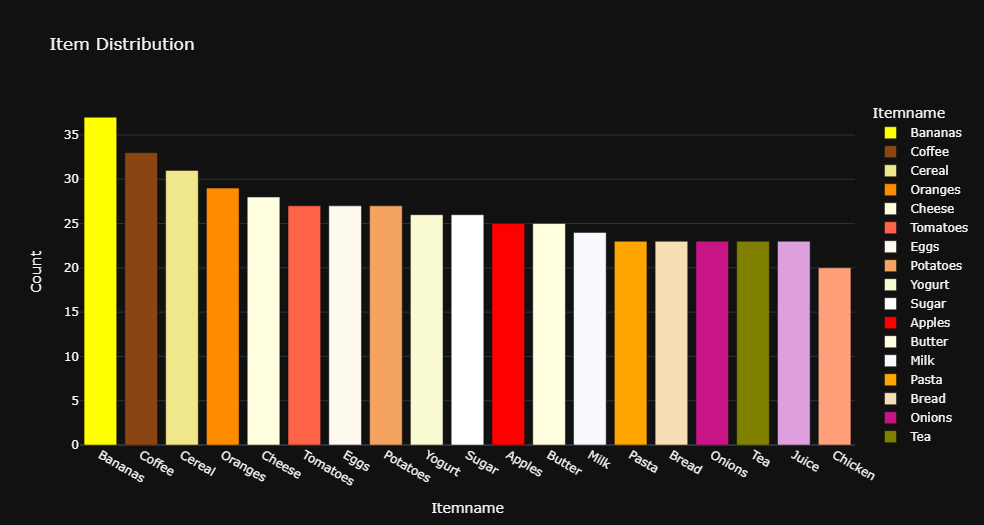 Item Distribution
Itemname
Bananas
Coffee
Cereal
Oranges
Cheese
Tomatoes
Eggs
Potatoes
Yogurt
Sugar
Apples
Butter
Milk
Pasta
Bread
Onions
Tea
Count
35
30
25
20
15
10
5
0
Bananas
Coffee
Cereal
Oranges
Cheese
Tomatoes
Eggs
Potatoes
Yogurt
Sugar
Apples
Butter
Milk
Pasta
Bread
Onions
Tea
Juice
Chicken
Itemname